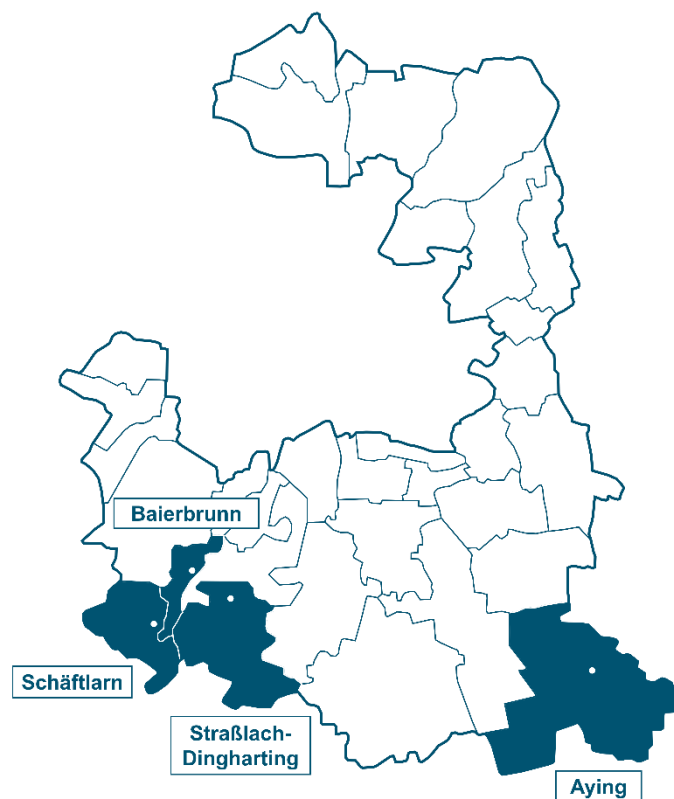 Baierbrunn
Schäftlarn
Straßlach-
Dingharting
Aying